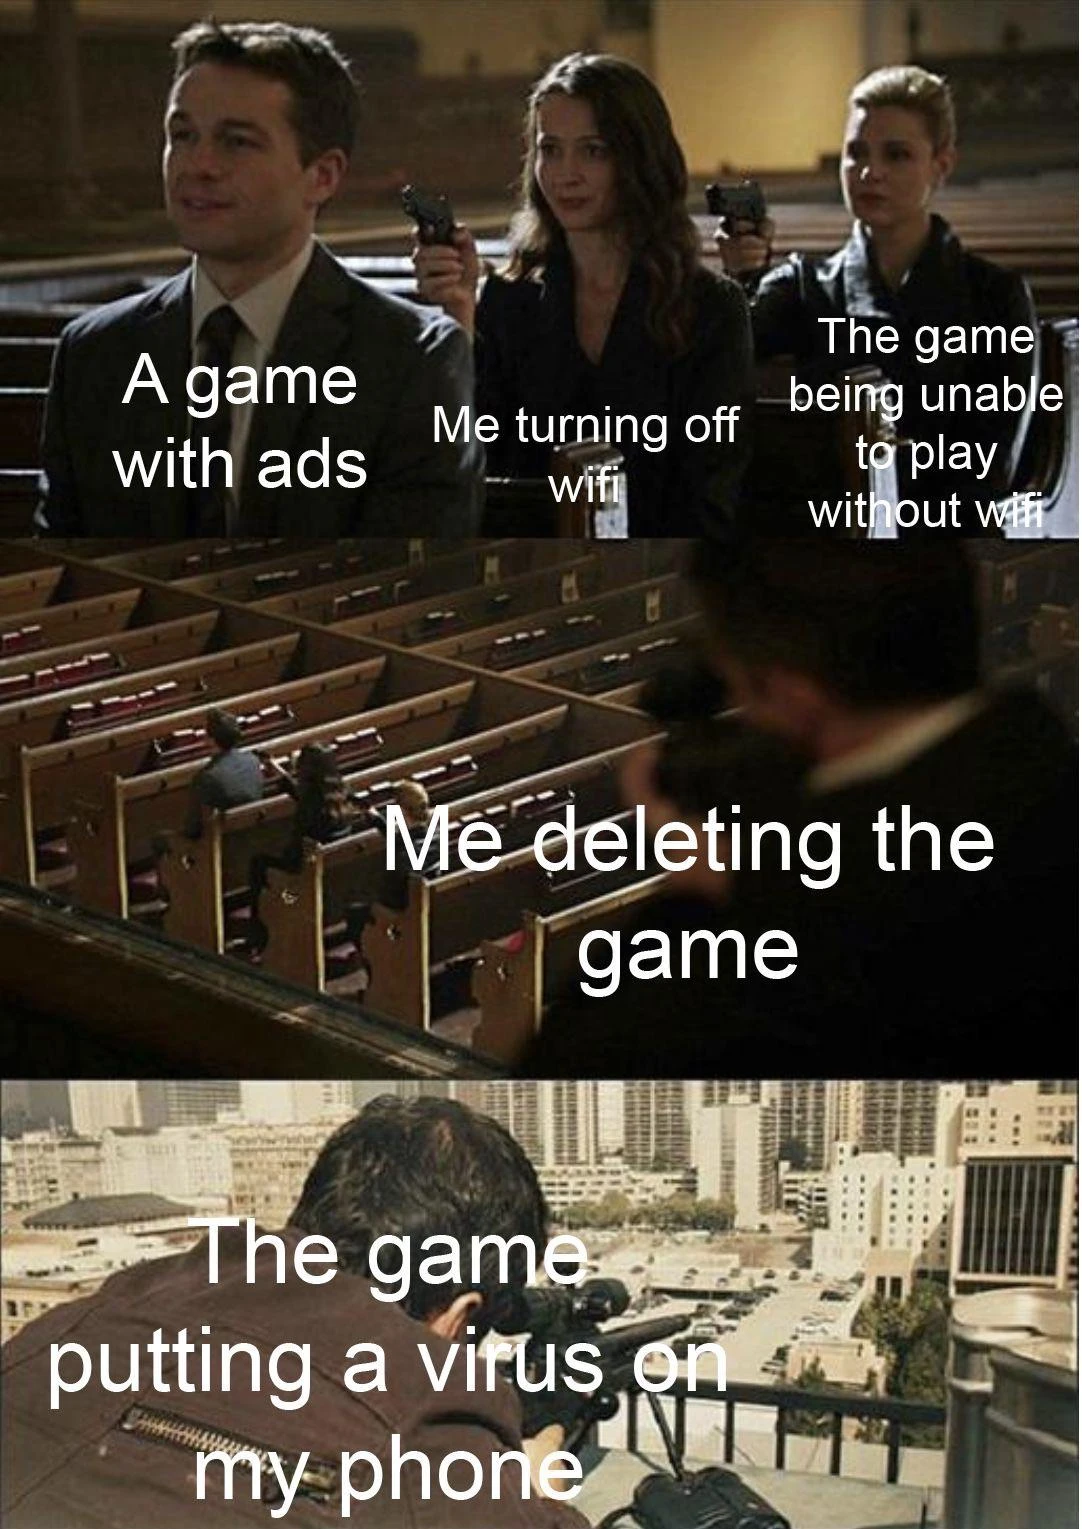 A game
with ads
Me turning off
wifi
The game
being unable
to play
without wifi
Me deleting the
game
The game
putting a virus on
my phone